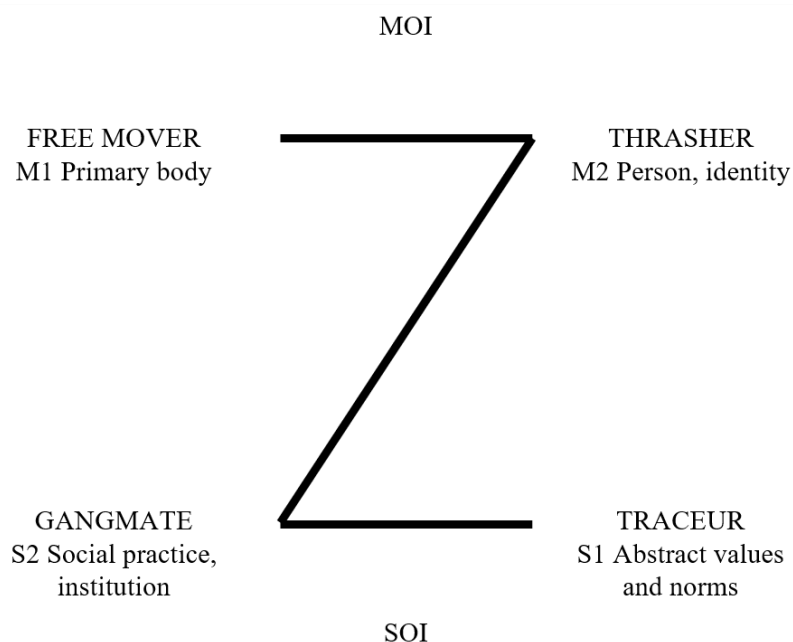 MOI
FREE MOVER
M1 Primary body
THRASHER
M2 Person, identity
GANGMATE
S2 Social practice,
institution
TRACEUR
S1 Abstract values
and norms
SOI